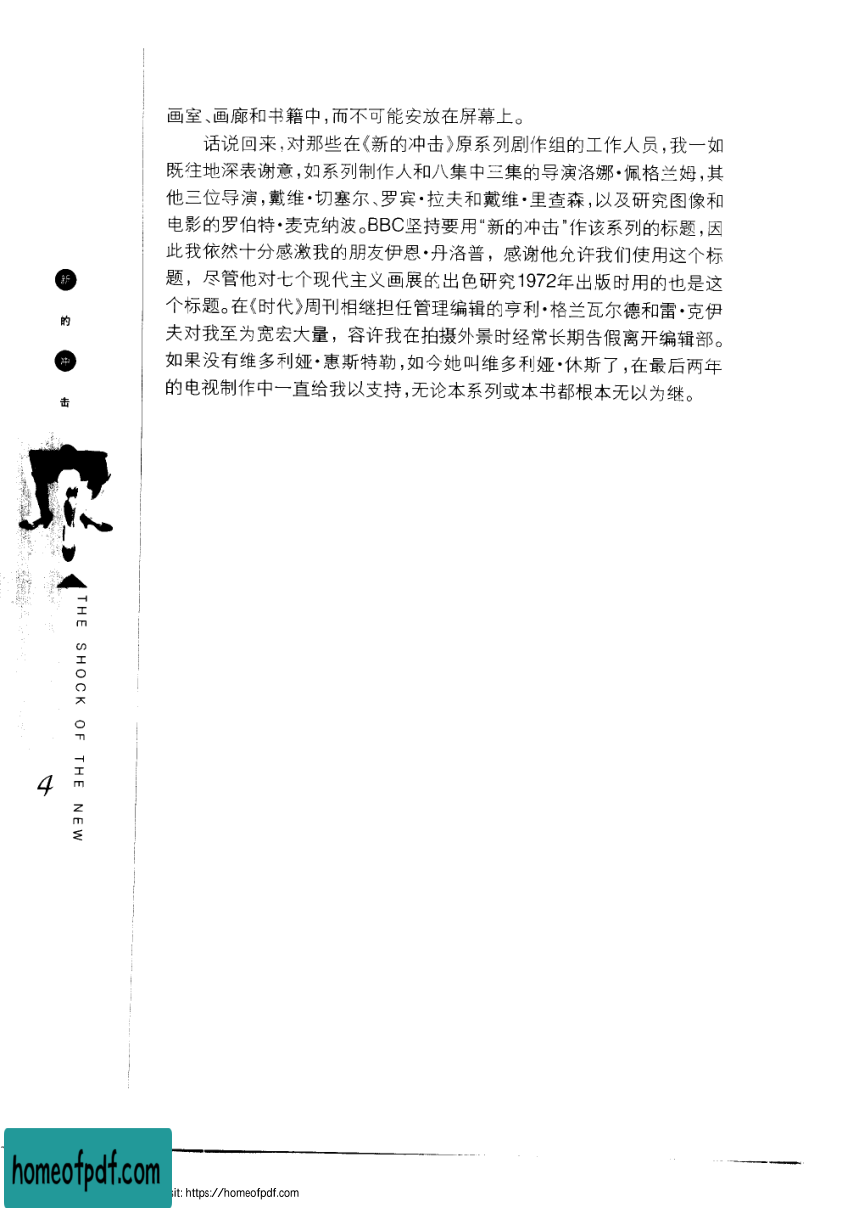 画室、画廊和书籍中,而不可能安放在屏幕上。
话说回来,对那些在《新的冲击》原系列剧作组的工作人员,我一如
既往地深表谢意,如系列制作人和八集中三集的导演洛娜·佩格兰姆,其
他三位导演,戴维·切塞尔、罗宾·拉夫和戴维·里查森,以及研究图像和
电影的罗伯特·麦克纳波。BBC坚持要用“新的冲击”作该系列的标题,因
此我依然十分感激我的朋友伊恩·丹洛普,感谢他允许我们使用这个标
题,尽管他对七个现代主义画展的出色研究1972年出版时用的也是这
个标题。在《时代》周刊相继担任管理编辑的亨利·格兰瓦尔德和雷·克伊
夫对我至为宽宏大量,容许我在拍摄外景时经常长期告假离开编辑部。
如果没有维多利娅·惠斯特勒,如今她叫维多利娅·休斯了,在最后两年
的电视制作中一直给我以支持,无论本系列或本书都根本无以为继。
新
的
冲
击
THE SHOCK OF THE NEW
4
homeofpdf.com
sit: https://homeofpdf.com